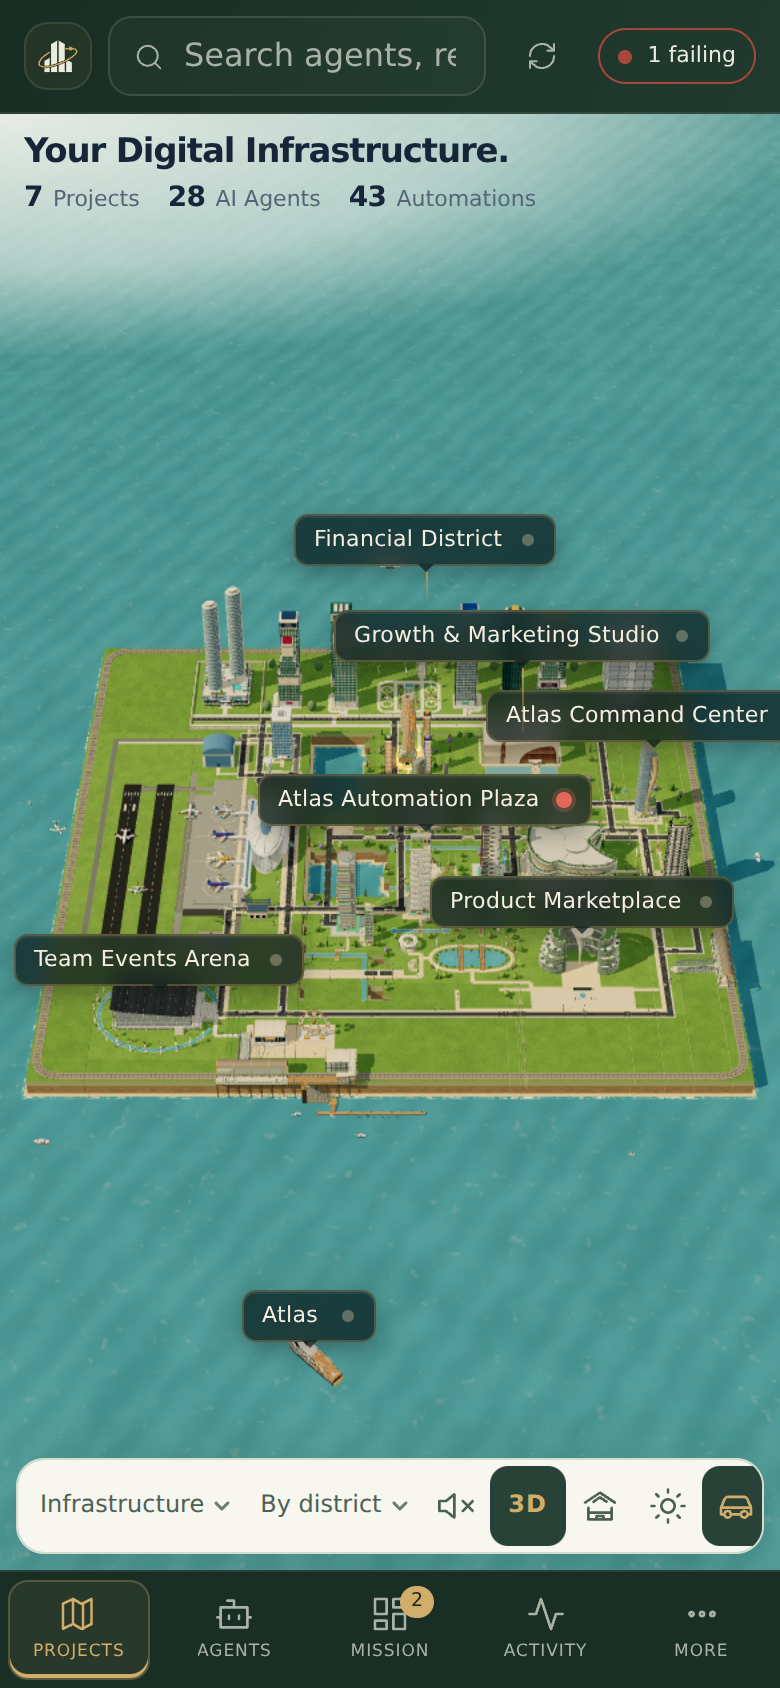 Search agents, re
1 failing
Your Digital Infrastructure.
7 Projects 28 AI Agents 43 Automations
Financial District
Growth & Marketing Studio
Atlas Command Center
Atlas Automation Plaza
Product Marketplace
Team Events Arena
Atlas
Infrastructure By district 3D
2
PROJECTS AGENTS MISSION ACTIVITY MORE